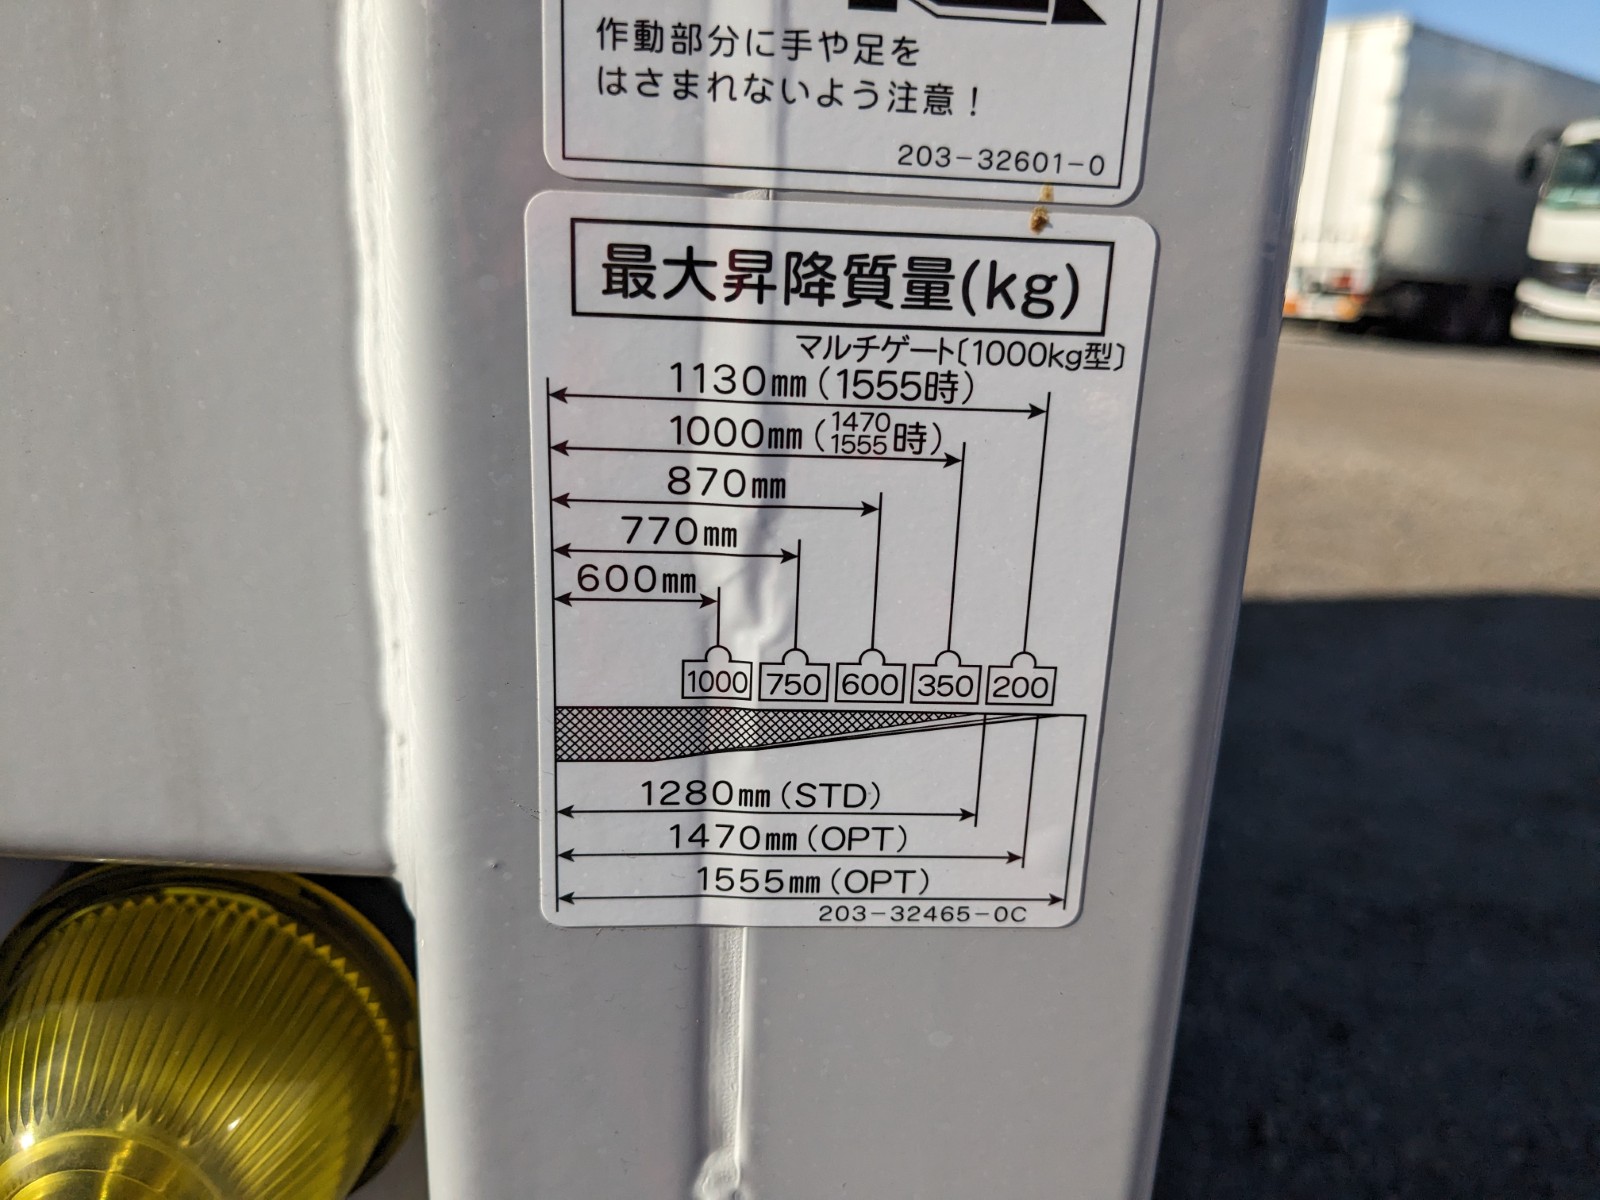 作動部分に手や足を
はさまれないよう注意！
203-32601-0
最大昇降質量(kg)
マルチゲート〔1000kg型〕
1130mm(1555時)
1000mm(1470 1555時)
870mm
770mm
600mm
1000 750 600 350 200
1280mm(STD)
1470mm(OPT)
1555mm(OPT)
203-32465-0C